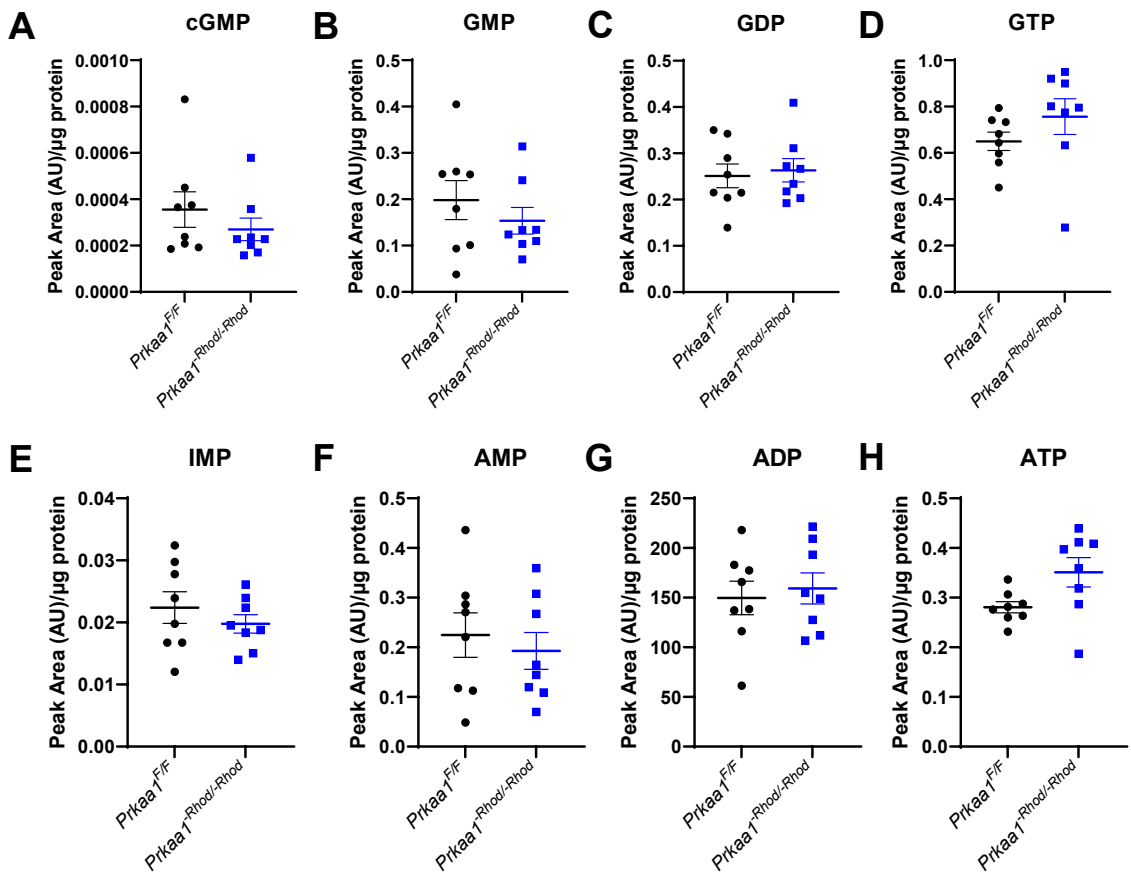 A cGMP
Peak Area (AU)/µg protein
0.0010
0.0008
0.0006
0.0004
0.0002
0.0000
Prkaa1F/F
Prkaa1-Rhod/-Rhod
B GMP
Peak Area (AU)/µg protein
0.5
0.4
0.3
0.2
0.1
0.0
Prkaa1F/F
Prkaa1-Rhod/-Rhod
C GDP
Peak Area (AU)/µg protein
0.5
0.4
0.3
0.2
0.1
0.0
Prkaa1F/F
Prkaa1-Rhod/-Rhod
D GTP
Peak Area (AU)/µg protein
1.0
0.8
0.6
0.4
0.2
0.0
Prkaa1F/F
Prkaa1-Rhod/-Rhod
E IMP
Peak Area (AU)/µg protein
0.04
0.03
0.02
0.01
0.00
Prkaa1F/F
Prkaa1-Rhod/-Rhod
F AMP
Peak Area (AU)/µg protein
0.5
0.4
0.3
0.2
0.1
0.0
Prkaa1F/F
Prkaa1-Rhod/-Rhod
G ADP
Peak Area (AU)/µg protein
250
200
150
100
50
0
Prkaa1F/F
Prkaa1-Rhod/-Rhod
H ATP
Peak Area (AU)/µg protein
0.5
0.4
0.3
0.2
0.1
0.0
Prkaa1F/F
Prkaa1-Rhod/-Rhod